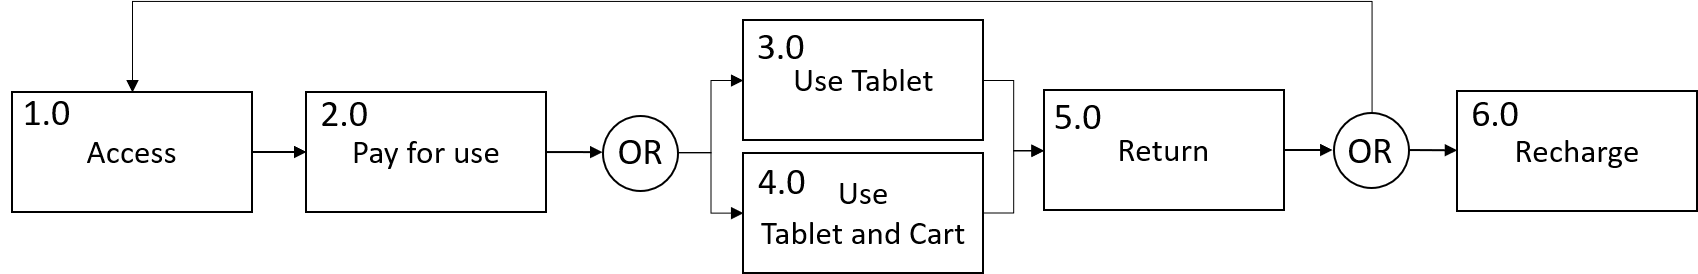 1.0
Access
2.0
Pay for use
OR
3.0
Use Tablet
4.0
Use
Tablet and Cart
5.0
Return
OR
6.0
Recharge